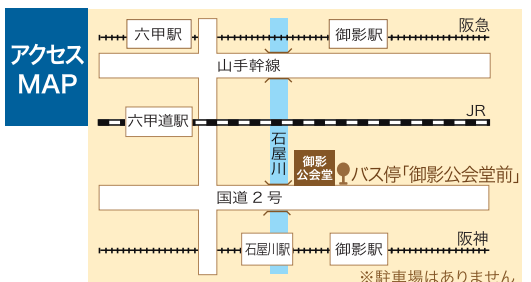 アクセス
MAP
六甲駅
御影駅
阪急
山手幹線
JR
六甲道駅
石屋川
御影
公会堂
バス停「御影公会堂前」
国道2号
阪神
石屋川駅
御影駅
※駐車場はありません